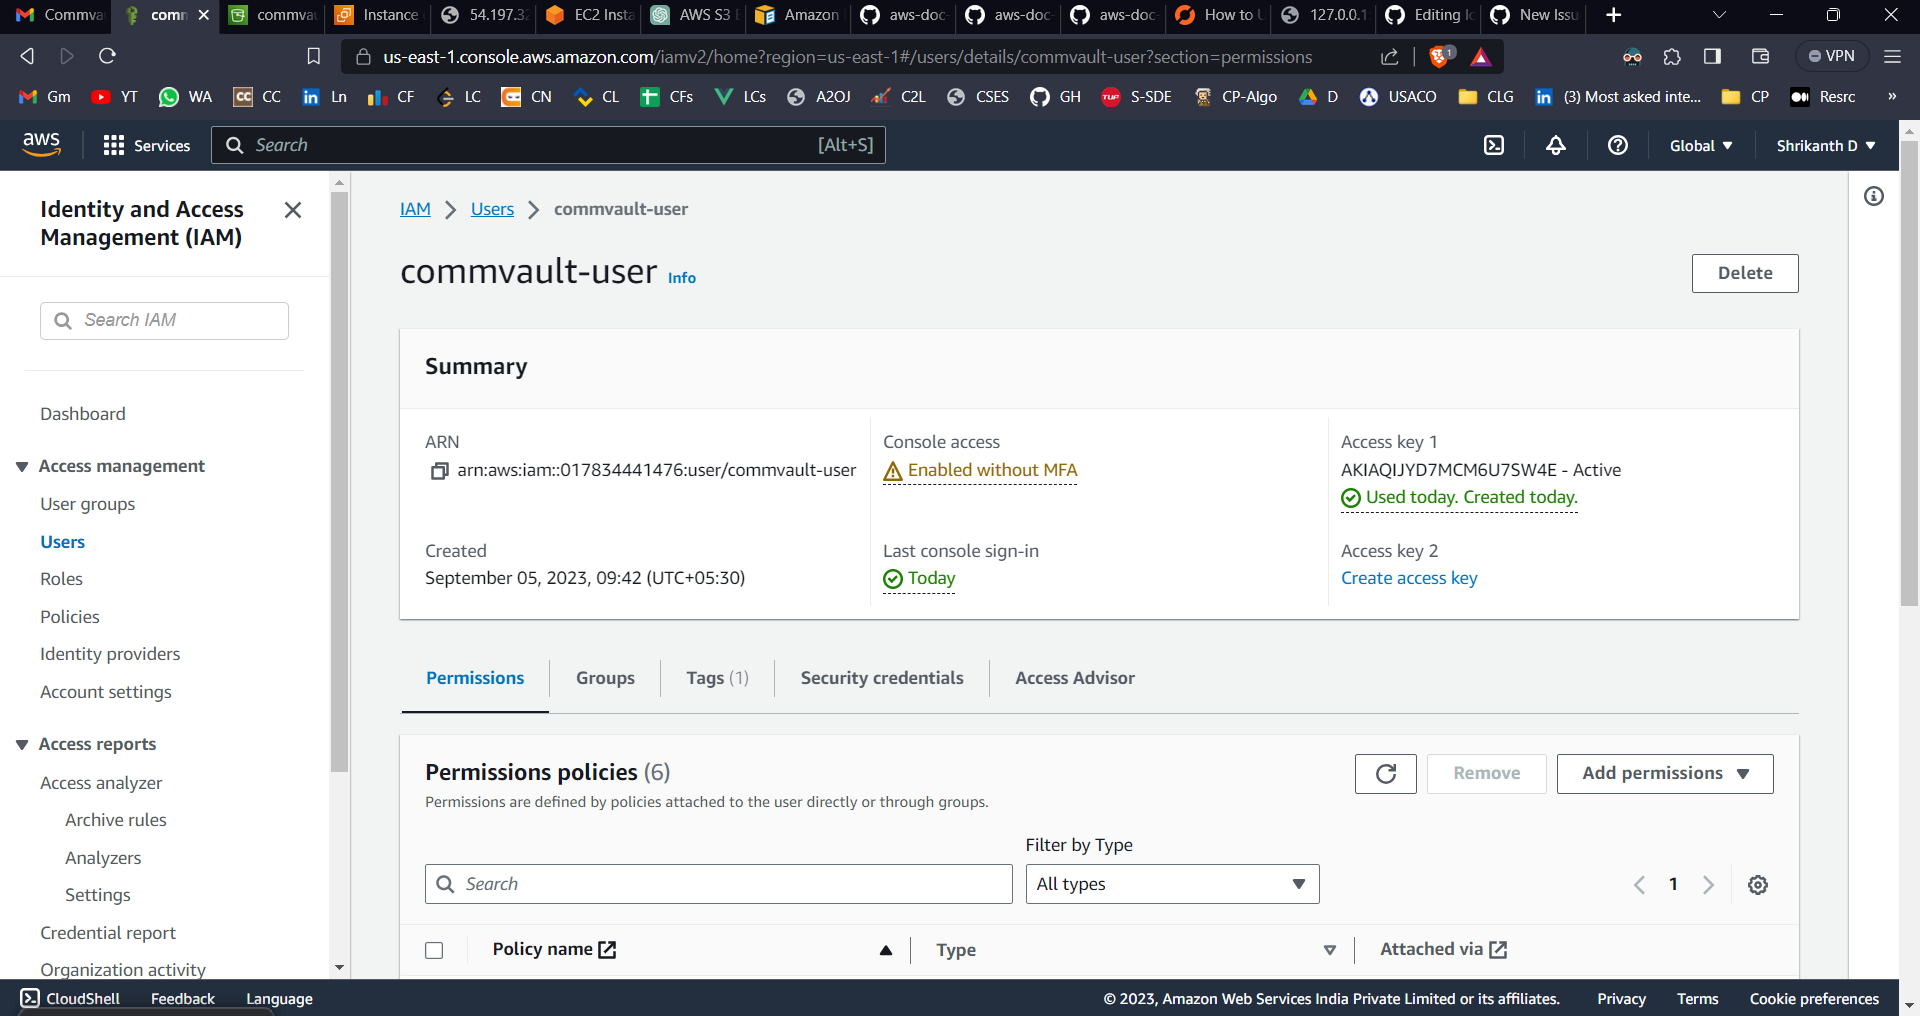 Commva
comm
commvau
Instance
54.197.32
EC2 Insta
AWS S3 E
Amazon
aws-doc-
aws-doc-
aws-doc-
How to U
127.0.0.1:
Editing Ic
New Issu
us-east-1.console.aws.amazon.com/iamv2/home?region=us-east-1#/users/details/commvault-user?section=permissions
1
VPN
Gm
YT
WA
CC
Ln
CF
LC
CN
CL
CFs
LCs
A2OJ
C2L
CSES
GH
S-SDE
CP-Algo
D
USACO
CLG
(3) Most asked inte...
CP
Resrc
»
aws
Services
Search
[Alt+S]
Global
Shrikanth D
Identity and Access
Management (IAM)
Search IAM
Dashboard
Access management
User groups
Users
Roles
Policies
Identity providers
Account settings
Access reports
Access analyzer
Archive rules
Analyzers
Settings
Credential report
Organization activity
IAM > Users > commvault-user
commvault-user Info
Delete
Summary
ARN
arn:aws:iam::017834441476:user/commvault-user
Console access
Enabled without MFA
Access key 1
AKIAQIJYD7MCM6U7SW4E - Active
Used today. Created today.
Created
September 05, 2023, 09:42 (UTC+05:30)
Last console sign-in
Today
Access key 2
Create access key
Permissions
Groups
Tags (1)
Security credentials
Access Advisor
Permissions policies (6)
Permissions are defined by policies attached to the user directly or through groups.
Remove
Add permissions
Filter by Type
Search
All types
1
Policy name
Type
Attached via
CloudShell
Feedback
Language
© 2023, Amazon Web Services India Private Limited or its affiliates.
Privacy
Terms
Cookie preferences